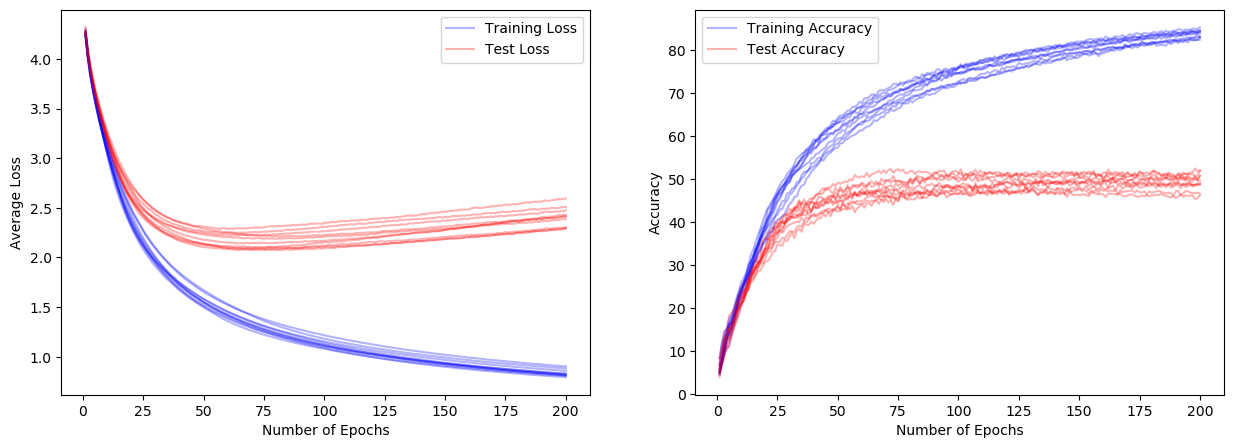 Training Loss
Test Loss
4.0
3.5
3.0
2.5
2.0
1.5
1.0
Average Loss
0 25 50 75 100 125 150 175 200
Number of Epochs
Training Accuracy
Test Accuracy
80
70
60
50
40
30
20
10
0
Accuracy
0 25 50 75 100 125 150 175 200
Number of Epochs